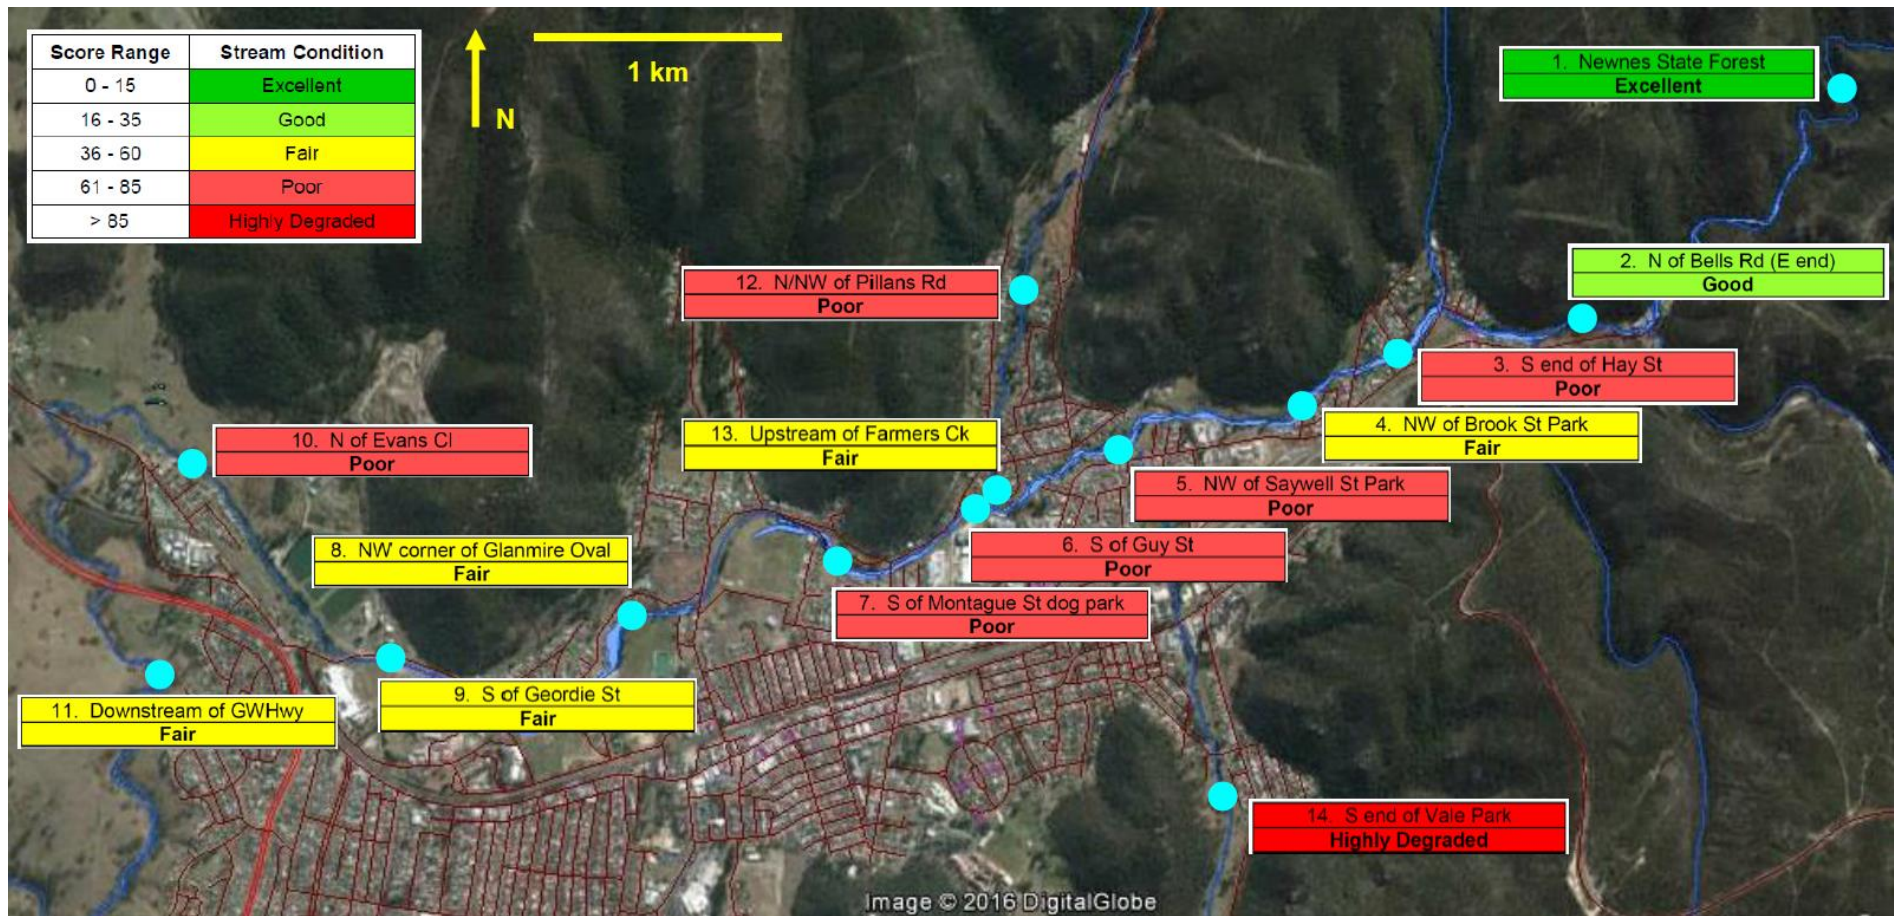 Score Range Stream Condition
0 - 15 Excellent
16 - 35 Good
36 - 60 Fair
61 - 85 Poor
> 85 Highly Degraded
N
1 km
1. Newnes State Forest
Excellent
2. N of Bells Rd (E end)
Good
12. N/NW of Pillans Rd
Poor
3. S end of Hay St
Poor
4. NW of Brook St Park
Fair
13. Upstream of Farmers Ck
Fair
10. N of Evans Cl
Poor
5. NW of Saywell St Park
Poor
6. S of Guy St
Poor
8. NW corner of Glanmire Oval
Fair
7. S of Montague St dog park
Poor
9. S of Geordie St
Fair
11. Downstream of GWHwy
Fair
14. S end of Vale Park
Highly Degraded
Image © 2016 DigitalGlobe